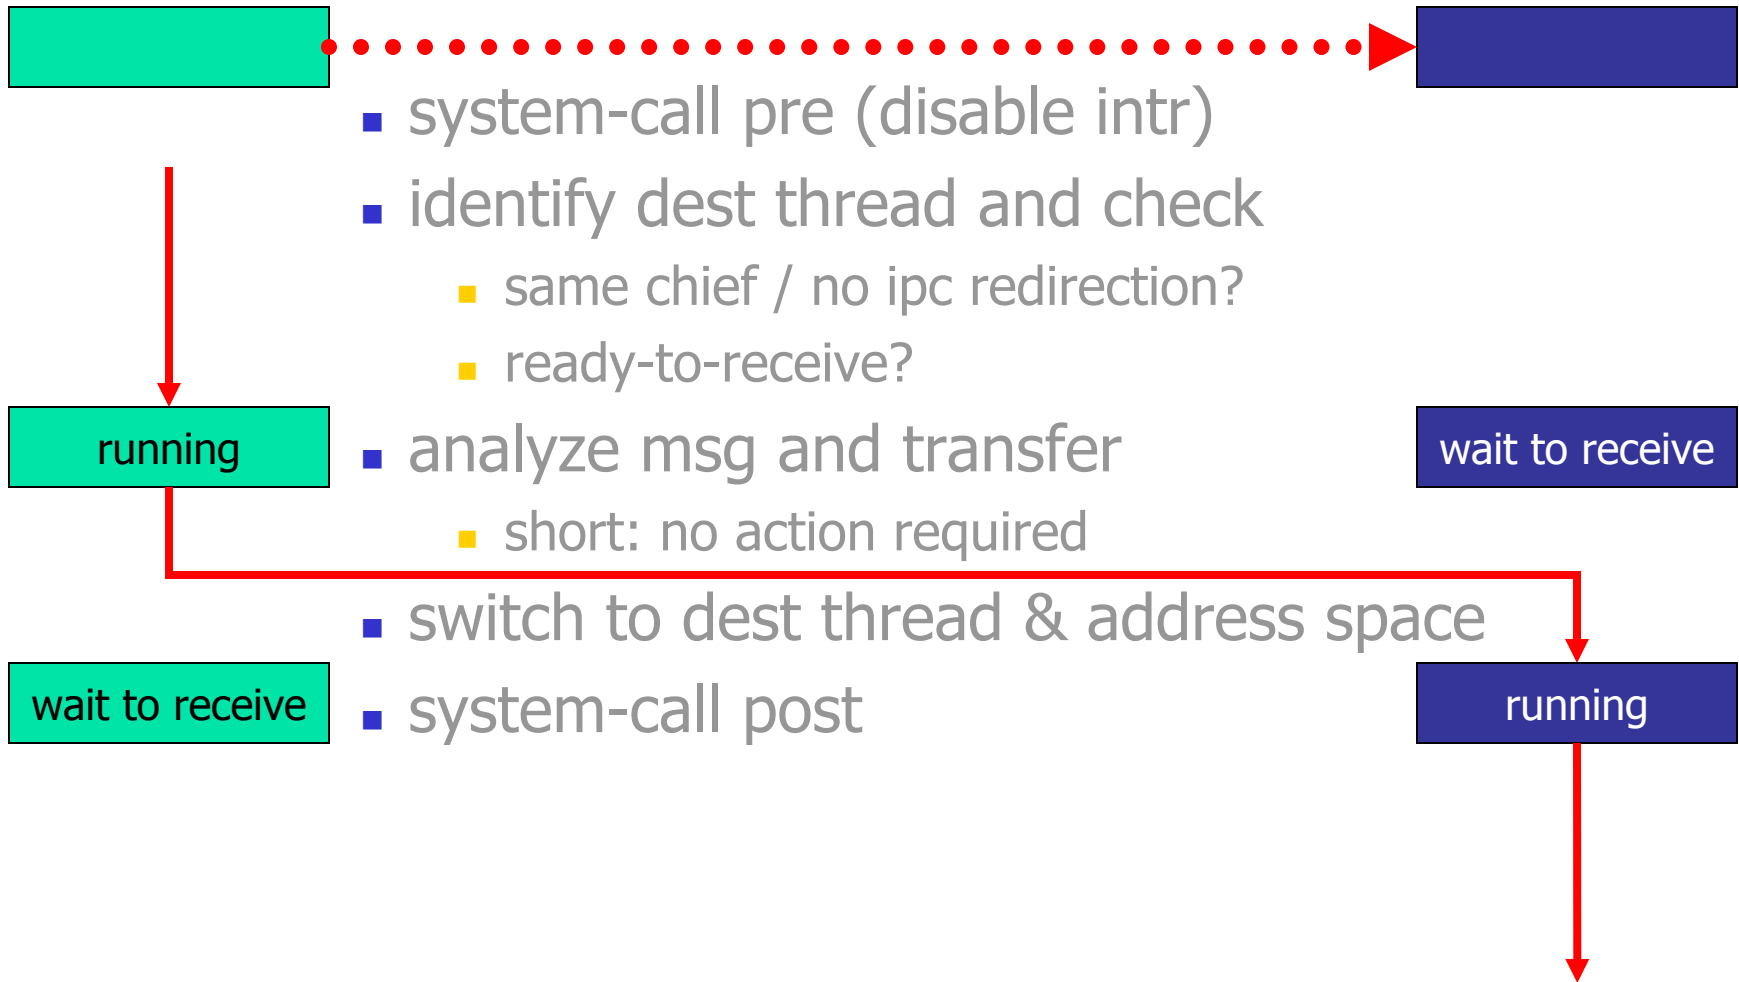 system-call pre (disable intr)
identify dest thread and check
same chief / no ipc redirection?
ready-to-receive?
running
analyze msg and transfer
wait to receive
short: no action required
switch to dest thread & address space
wait to receive
system-call post
running